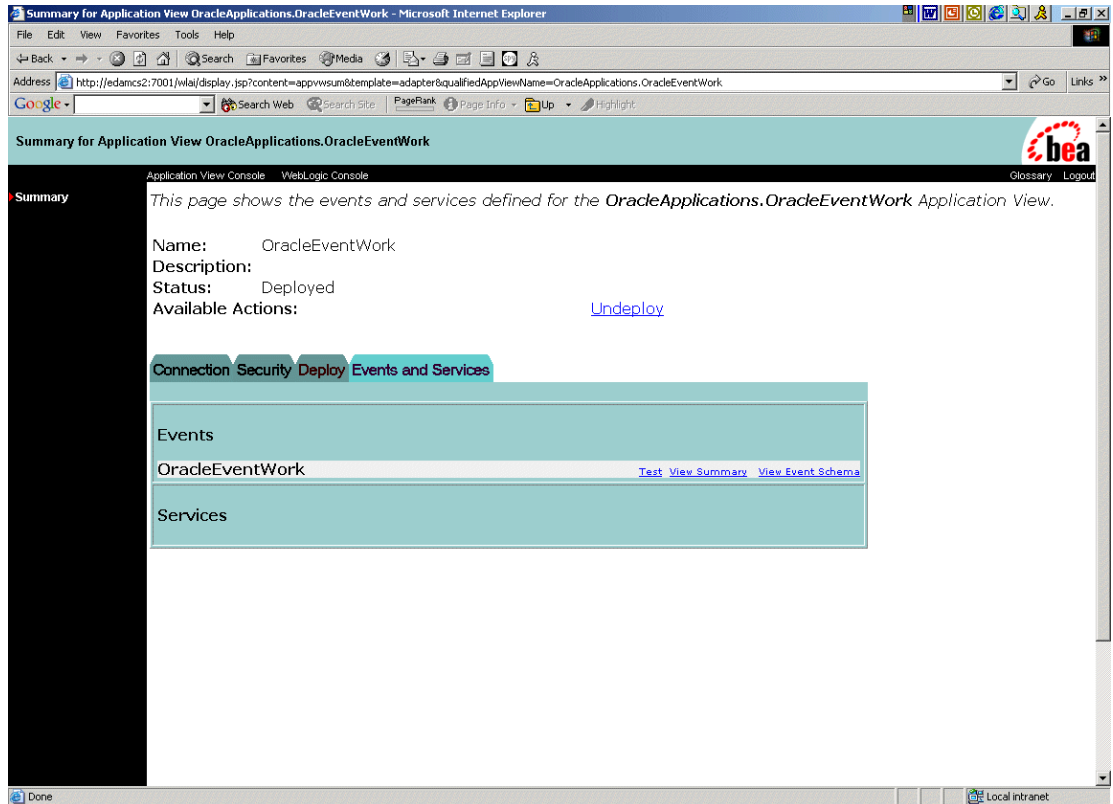 Summary for Application View OracleApplications.OracleEventWork - Microsoft Internet Explorer
File Edit View Favorites Tools Help
Back Search Favorites Media
Address http://edamcs2:7001/wlai/display.jsp?content=appvwsum&template=adapter&qualifiedAppViewName=OracleApplications.OracleEventWork Go Links »
Google Search Web Search Site PageRank Page Info Up Highlight
Summary for Application View OracleApplications.OracleEventWork
bea
Application View Console WebLogic Console Glossary Logout
Summary
This page shows the events and services defined for the OracleApplications.OracleEventWork Application View.
Name: OracleEventWork
Description:
Status: Deployed
Available Actions: Undeploy
Connection Security Deploy Events and Services
Events
OracleEventWork Test View Summary View Event Schema
Services
Done Local intranet